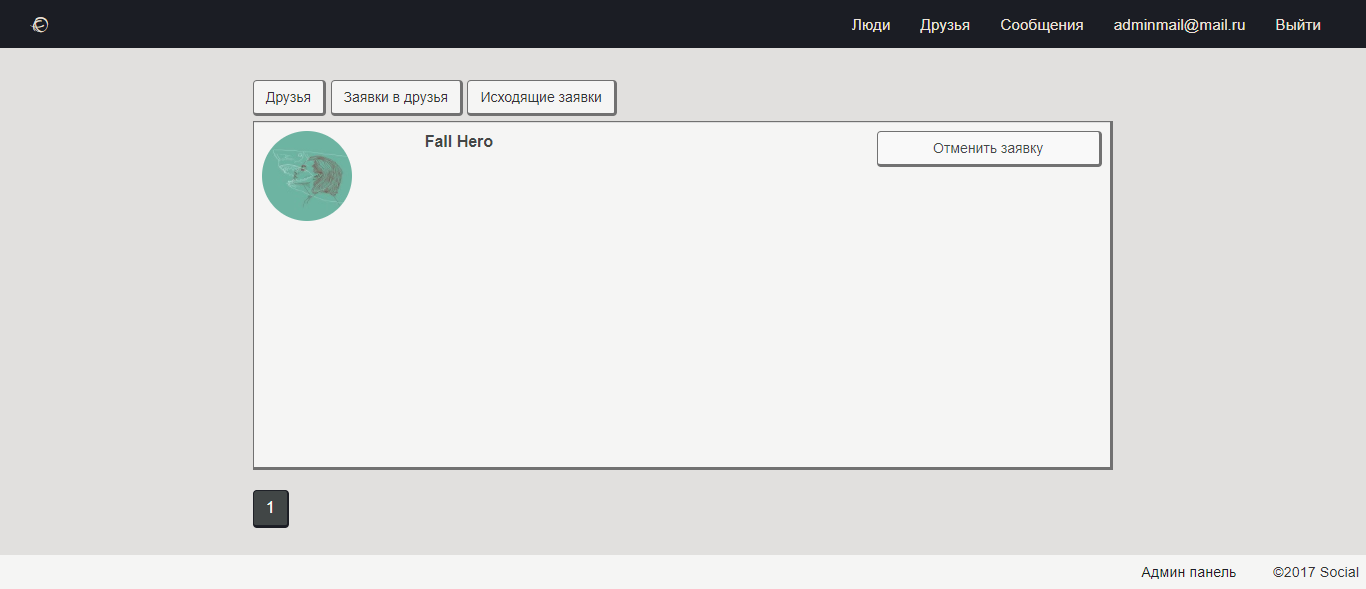 Люди Друзья Сообщения adminmail@mail.ru Выйти
Друзья Заявки в друзья Исходящие заявки
Fall Hero Отменить заявку
1
Админ панель ©2017 Social